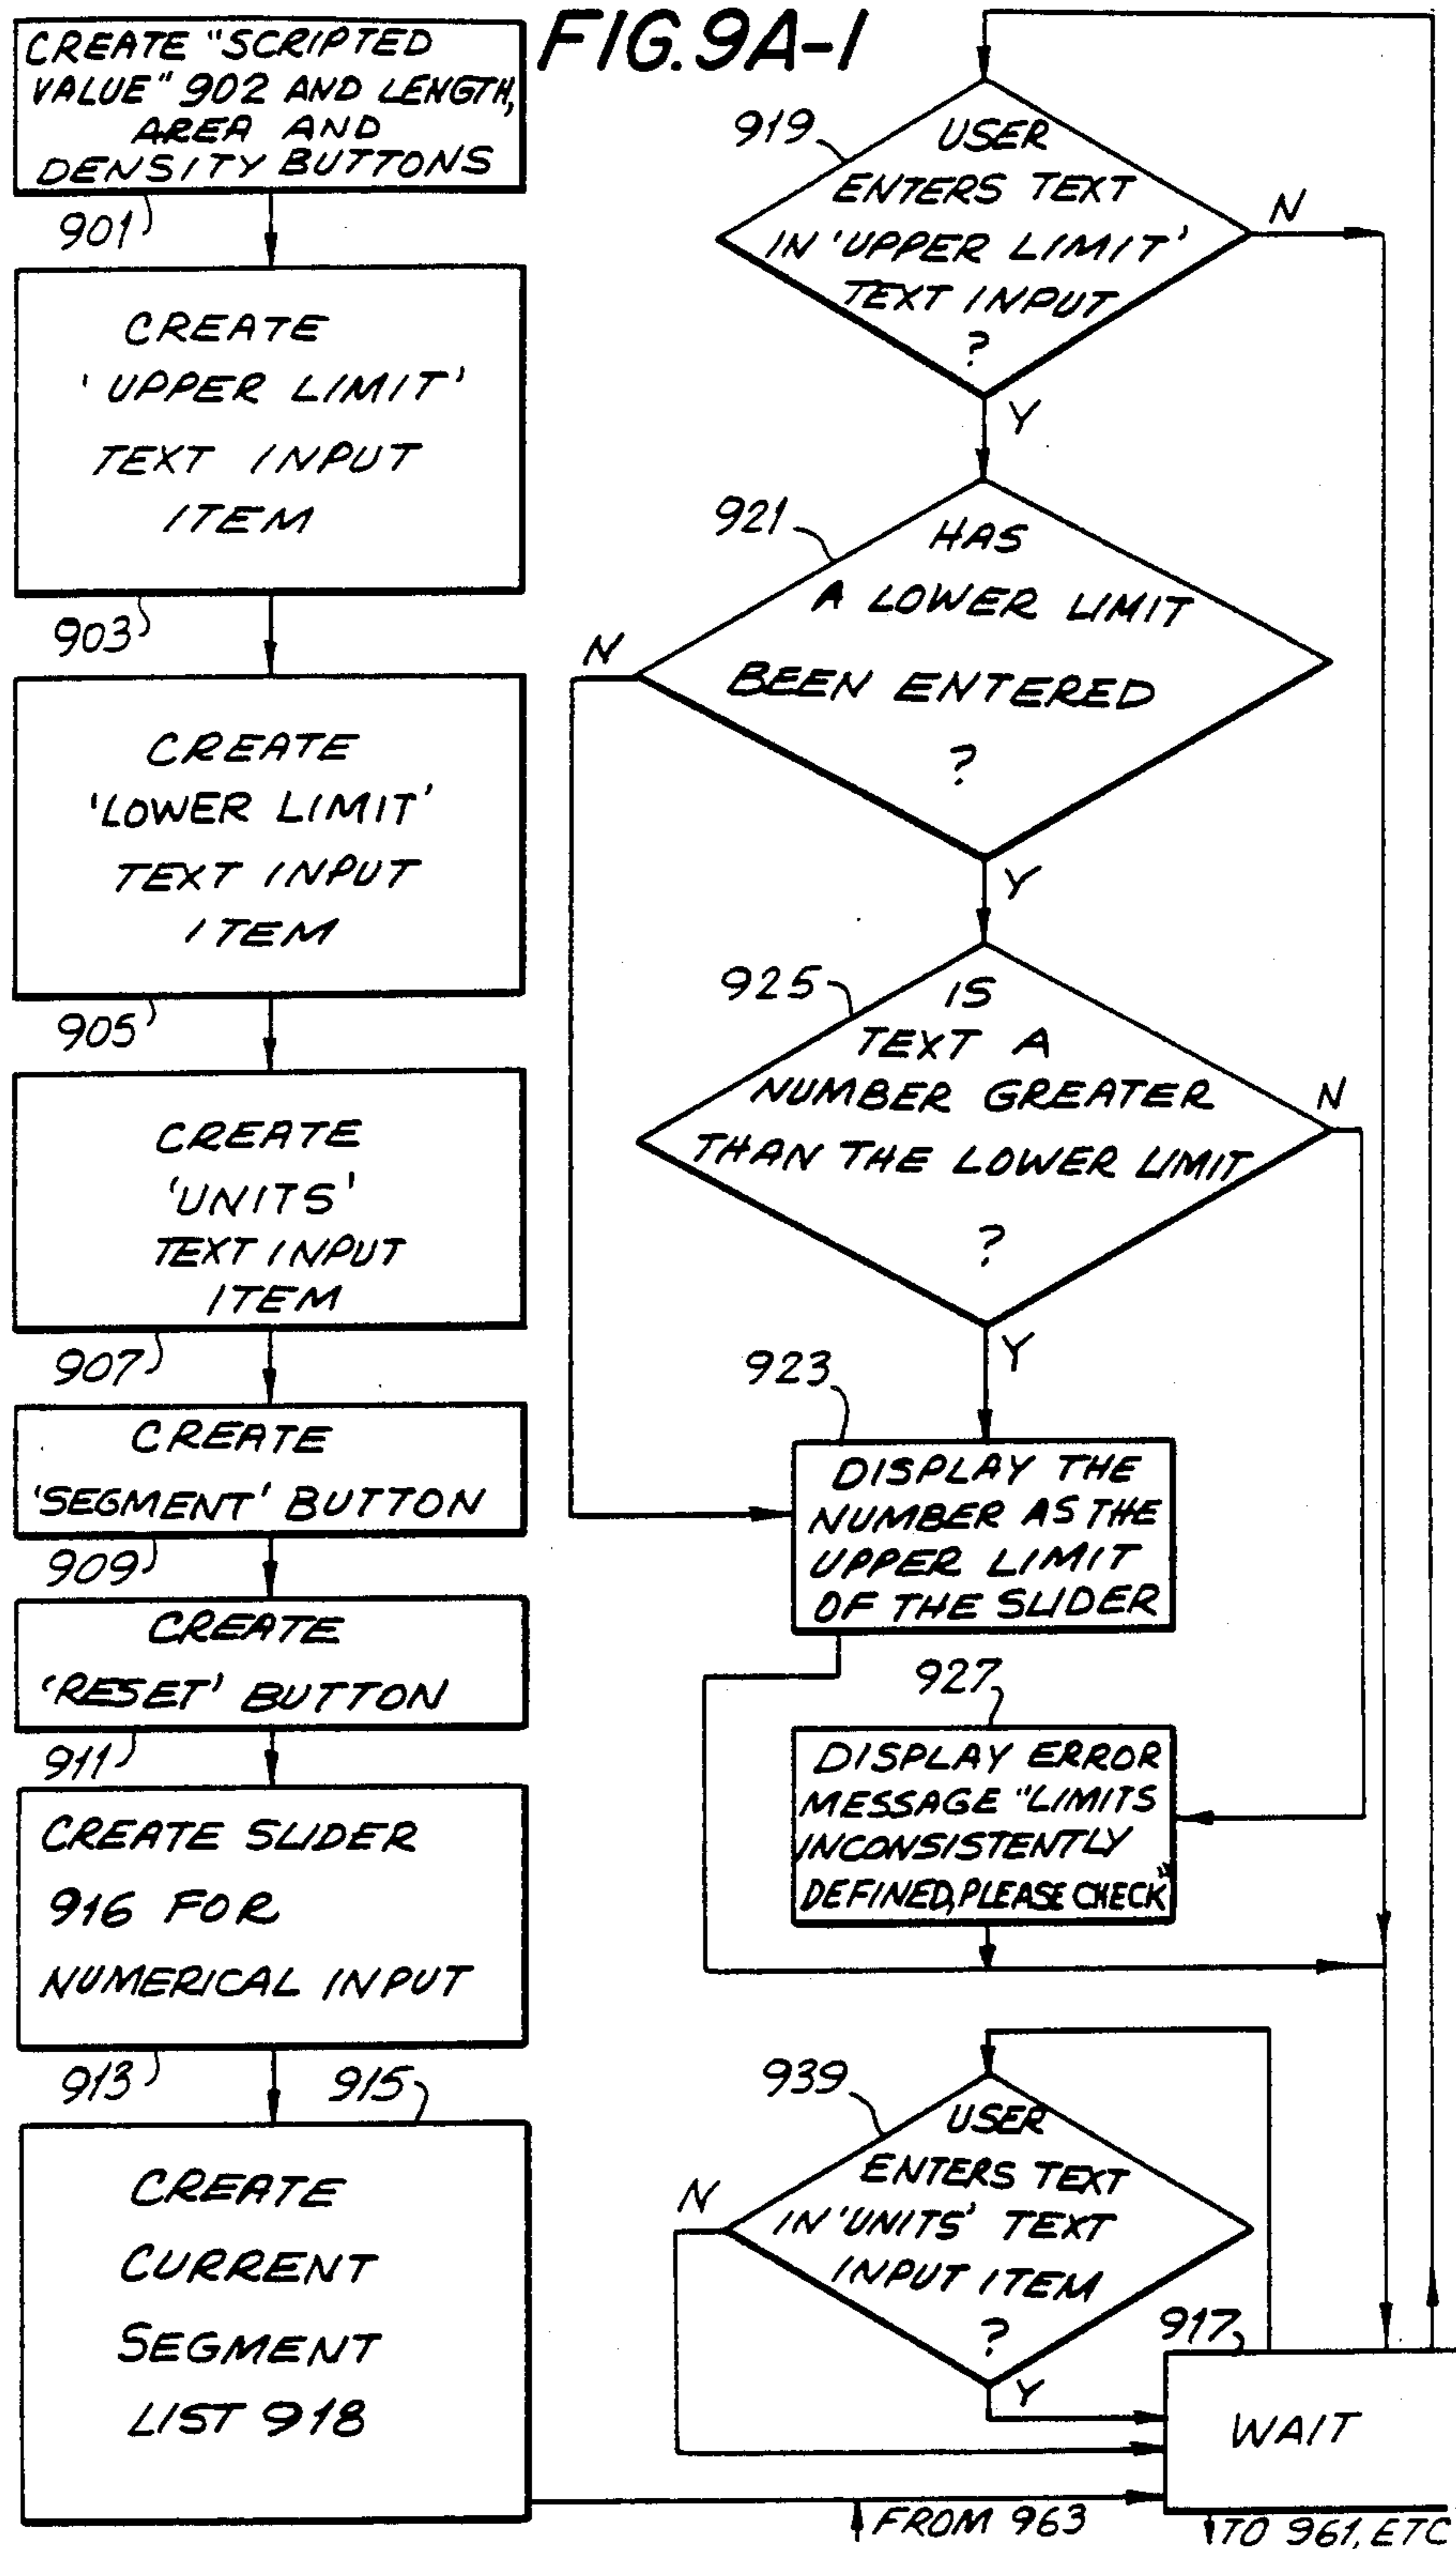 FIG. 9A-1
CREATE "SCRIPTED
VALUE" 902 AND LENGTH,
AREA AND
DENSITY BUTTONS
901
CREATE
'UPPER LIMIT'
TEXT INPUT
ITEM
903
CREATE
'LOWER LIMIT'
TEXT INPUT
ITEM
905
CREATE
'UNITS'
TEXT INPUT
ITEM
907
CREATE
'SEGMENT' BUTTON
909
CREATE
'RESET' BUTTON
911
CREATE SLIDER
916 FOR
NUMERICAL INPUT
913
915
CREATE
CURRENT
SEGMENT
LIST 918
919
USER
ENTERS TEXT
IN 'UPPER LIMIT'
TEXT INPUT
?
N
Y
921
HAS
A LOWER LIMIT
BEEN ENTERED
?
N
Y
925
IS
TEXT A
NUMBER GREATER
THAN THE LOWER LIMIT
?
N
Y
923
DISPLAY THE
NUMBER AS THE
UPPER LIMIT
OF THE SLIDER
927
DISPLAY ERROR
MESSAGE "LIMITS
INCONSISTENTLY
DEFINED, PLEASE CHECK"
939
USER
ENTERS TEXT
IN 'UNITS' TEXT
INPUT ITEM
?
N
Y
917
WAIT
FROM 963
TO 961, ETC